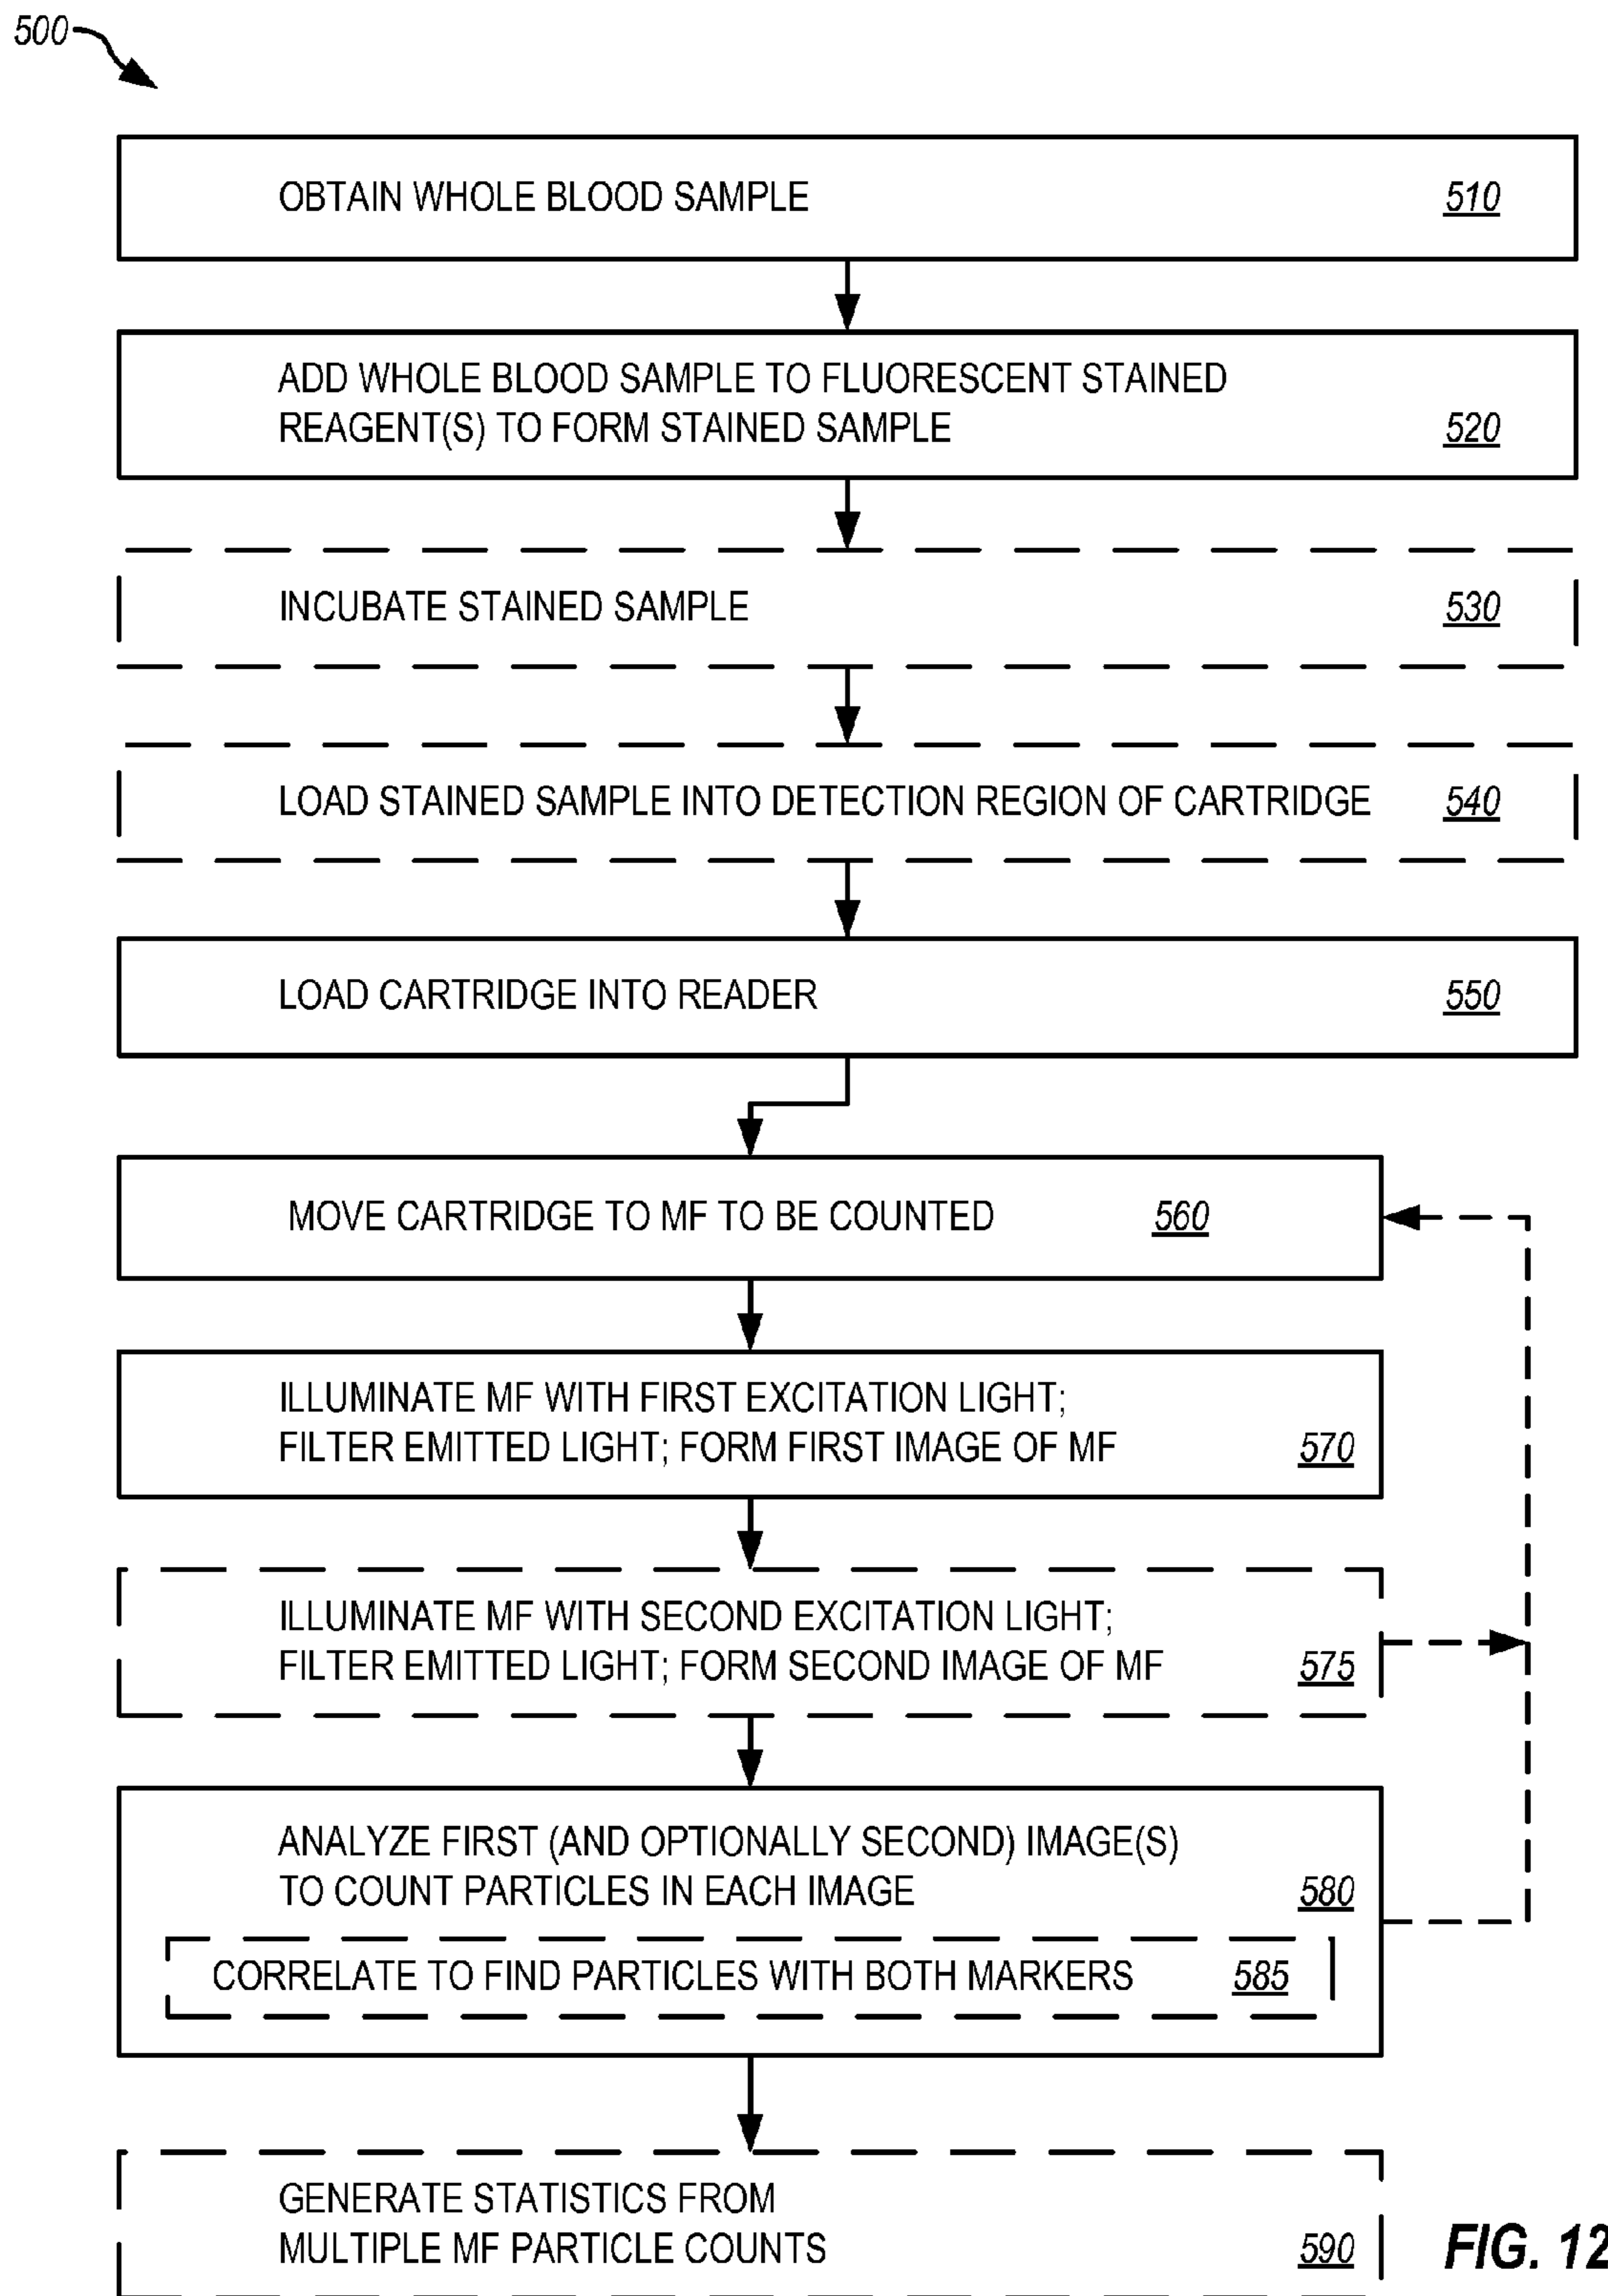 500
OBTAIN WHOLE BLOOD SAMPLE 510
ADD WHOLE BLOOD SAMPLE TO FLUORESCENT STAINED
REAGENT(S) TO FORM STAINED SAMPLE 520
INCUBATE STAINED SAMPLE 530
LOAD STAINED SAMPLE INTO DETECTION REGION OF CARTRIDGE 540
LOAD CARTRIDGE INTO READER 550
MOVE CARTRIDGE TO MF TO BE COUNTED 560
ILLUMINATE MF WITH FIRST EXCITATION LIGHT;
FILTER EMITTED LIGHT; FORM FIRST IMAGE OF MF 570
ILLUMINATE MF WITH SECOND EXCITATION LIGHT;
FILTER EMITTED LIGHT; FORM SECOND IMAGE OF MF 575
ANALYZE FIRST (AND OPTIONALLY SECOND) IMAGE(S)
TO COUNT PARTICLES IN EACH IMAGE 580
CORRELATE TO FIND PARTICLES WITH BOTH MARKERS 585
GENERATE STATISTICS FROM
MULTIPLE MF PARTICLE COUNTS 590
FIG. 12